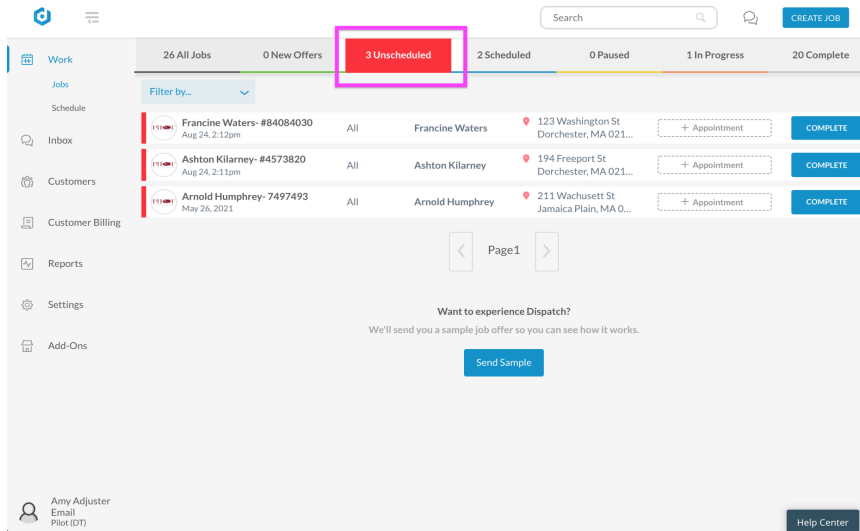 Search
CREATE JOB
Work
Jobs
Schedule
Inbox
Customers
Customer Billing
Reports
Settings
Add-Ons
26 All Jobs
0 New Offers
3 Unscheduled
2 Scheduled
0 Paused
1 In Progress
20 Complete
Filter by...
Francine Waters- #84084030
Aug 24, 2:12pm
All
Francine Waters
123 Washington St
Dorchester, MA 021...
+ Appointment
COMPLETE
Ashton Kilarney- #4573820
Aug 24, 2:11pm
All
Ashton Kilarney
194 Freeport St
Dorchester, MA 021...
+ Appointment
COMPLETE
Arnold Humphrey- 7497493
May 26, 2021
All
Arnold Humphrey
211 Wachusett St
Jamaica Plain, MA 0...
+ Appointment
COMPLETE
Page1
Want to experience Dispatch?
We'll send you a sample job offer so you can see how it works.
Send Sample
Amy Adjuster
Email
Pilot (DT)
Help Center